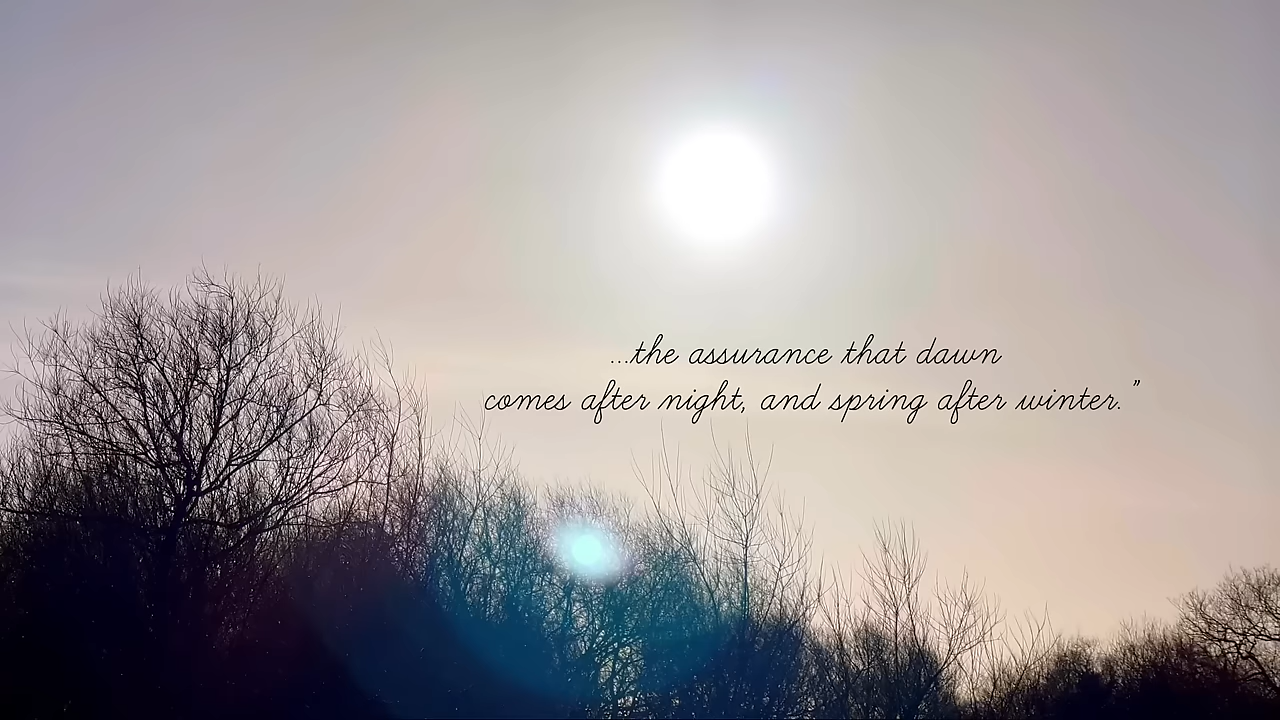 ...the assurance that dawn
comes after night, and spring after winter.”